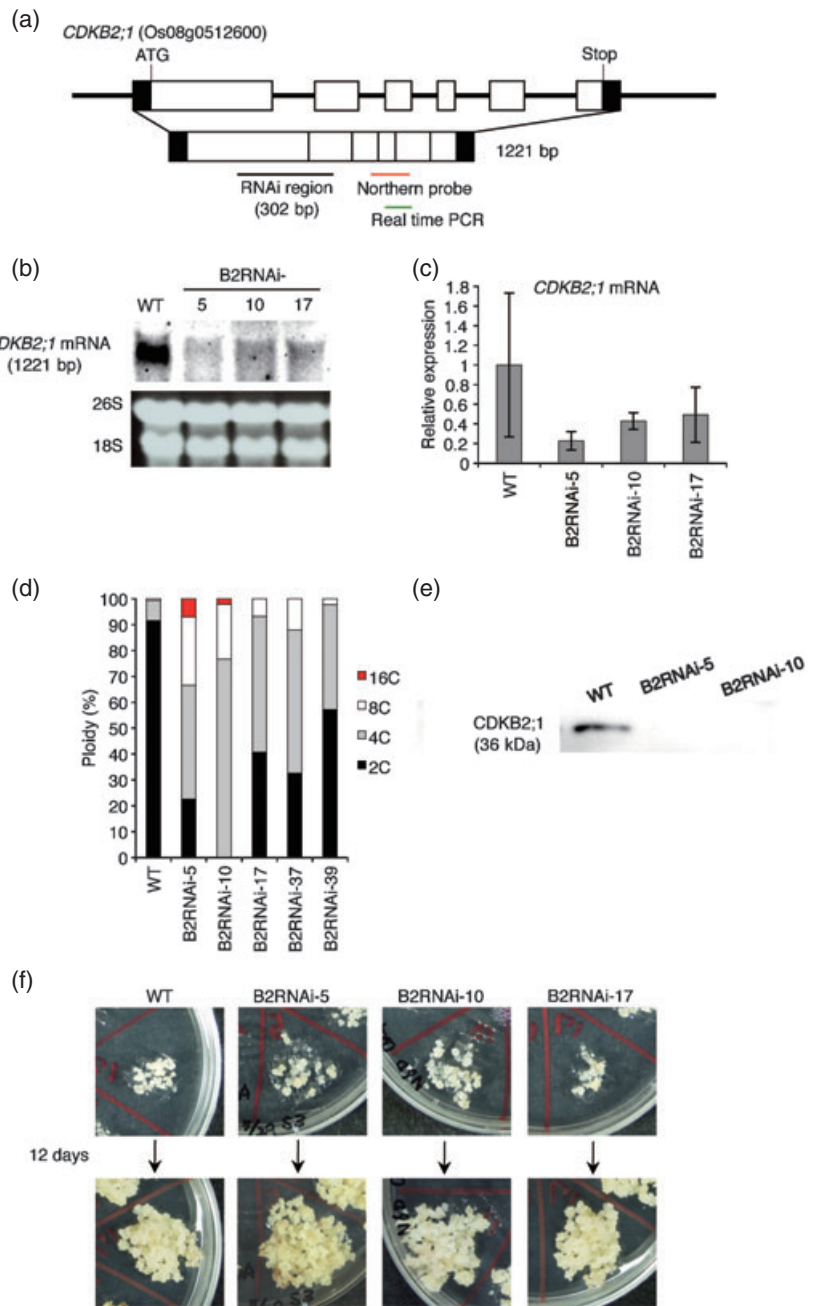 (a)
CDKB2;1 (Os08g0512600)
ATG
Stop
1221 bp
RNAi region
(302 bp)
Northern probe
Real time PCR
(b)
B2RNAi-
WT 5 10 17
DKB2;1 mRNA
(1221 bp)
26S
18S
(c)
CDKB2;1 mRNA
Relative expression
1.8
1.6
1.4
1.2
1
0.8
0.6
0.4
0.2
0
WT
B2RNAi-5
B2RNAi-10
B2RNAi-17
(d)
Ploidy (%)
100
90
80
70
60
50
40
30
20
10
0
16C
8C
4C
2C
WT
B2RNAi-5
B2RNAi-10
B2RNAi-17
B2RNAi-37
B2RNAi-39
(e)
WT
B2RNAi-5
B2RNAi-10
CDKB2;1
(36 kDa)
(f)
WT
B2RNAi-5
B2RNAi-10
B2RNAi-17
12 days